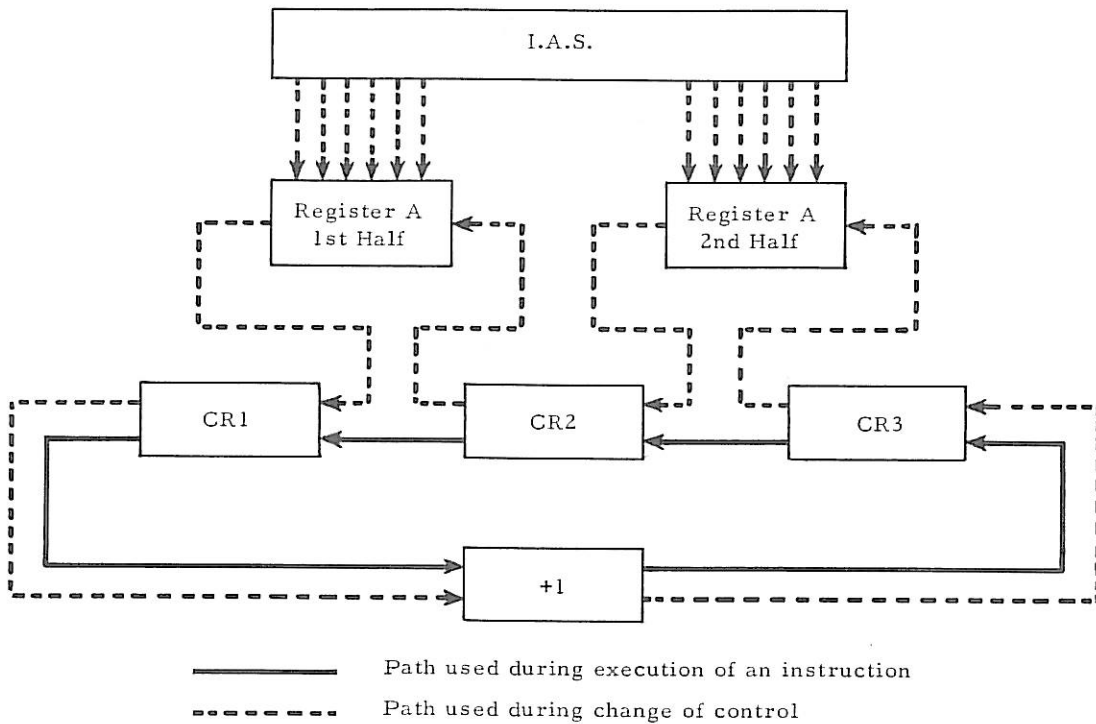 I.A.S.
Register A
1st Half
Register A
2nd Half
CR1
CR2
CR3
+1
Path used during execution of an instruction
Path used during change of control